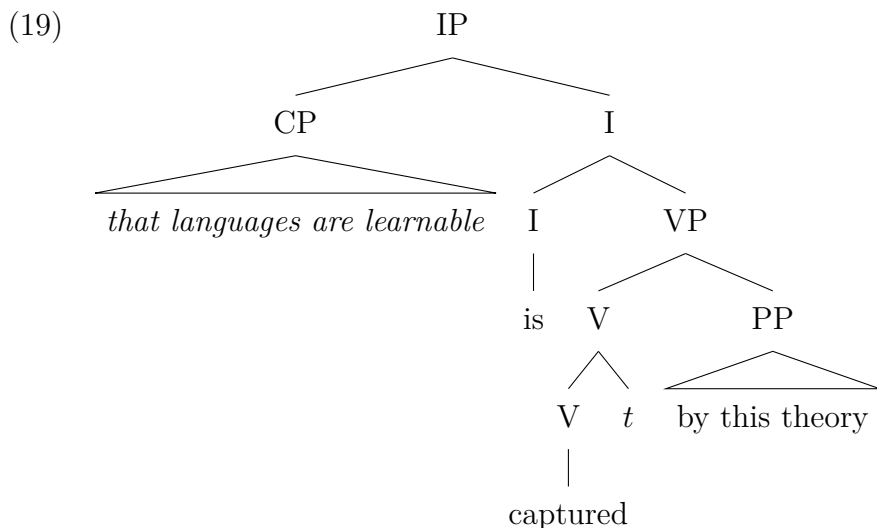 (19) IP
CP I
that languages are learnable I VP
is V PP
V t by this theory
captured